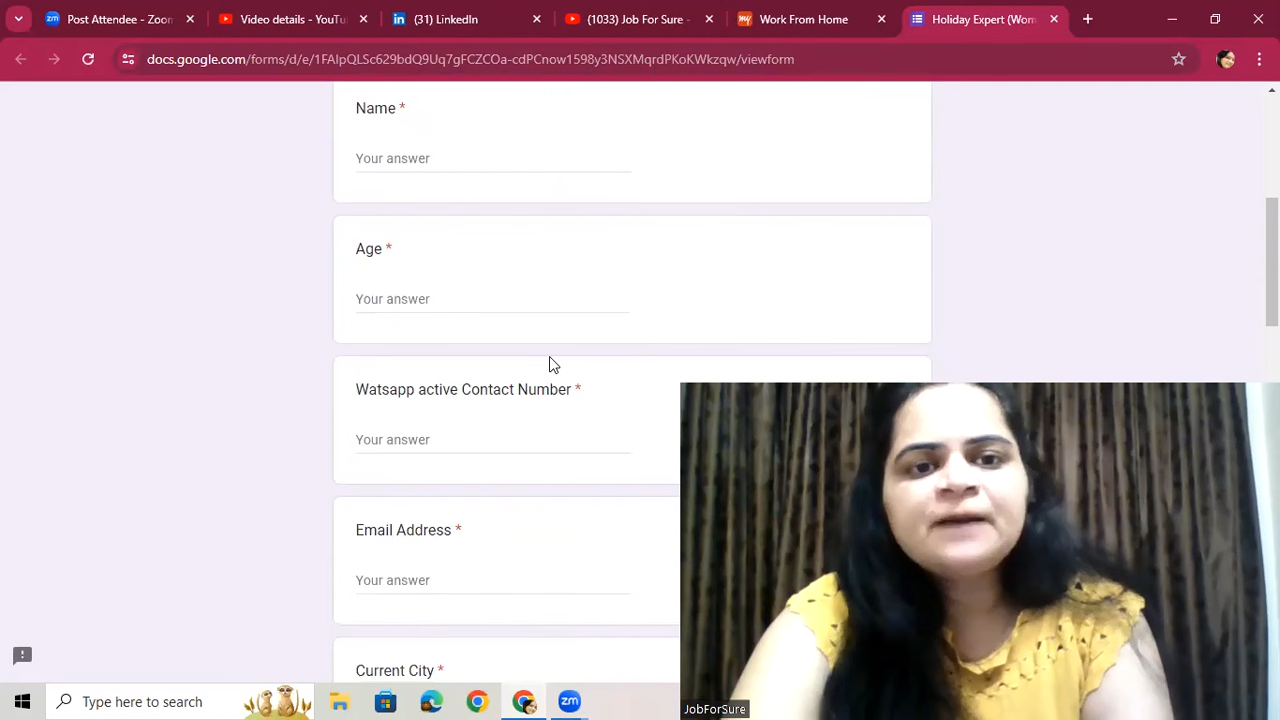 Post Attendee - Zoom
Video details - YouTu
(31) LinkedIn
(1033) Job For Sure -
Work From Home
Holiday Expert (Wom
docs.google.com/forms/d/e/1FAIpQLSc629bdQ9Uq7gFCZCOa-cdPCnow1598y3NSXMqrdPKoKWkzqw/viewform
Name *
Your answer
Age *
Your answer
Watsapp active Contact Number *
Your answer
Email Address *
Your answer
Current City *
Type here to search
JobForSure